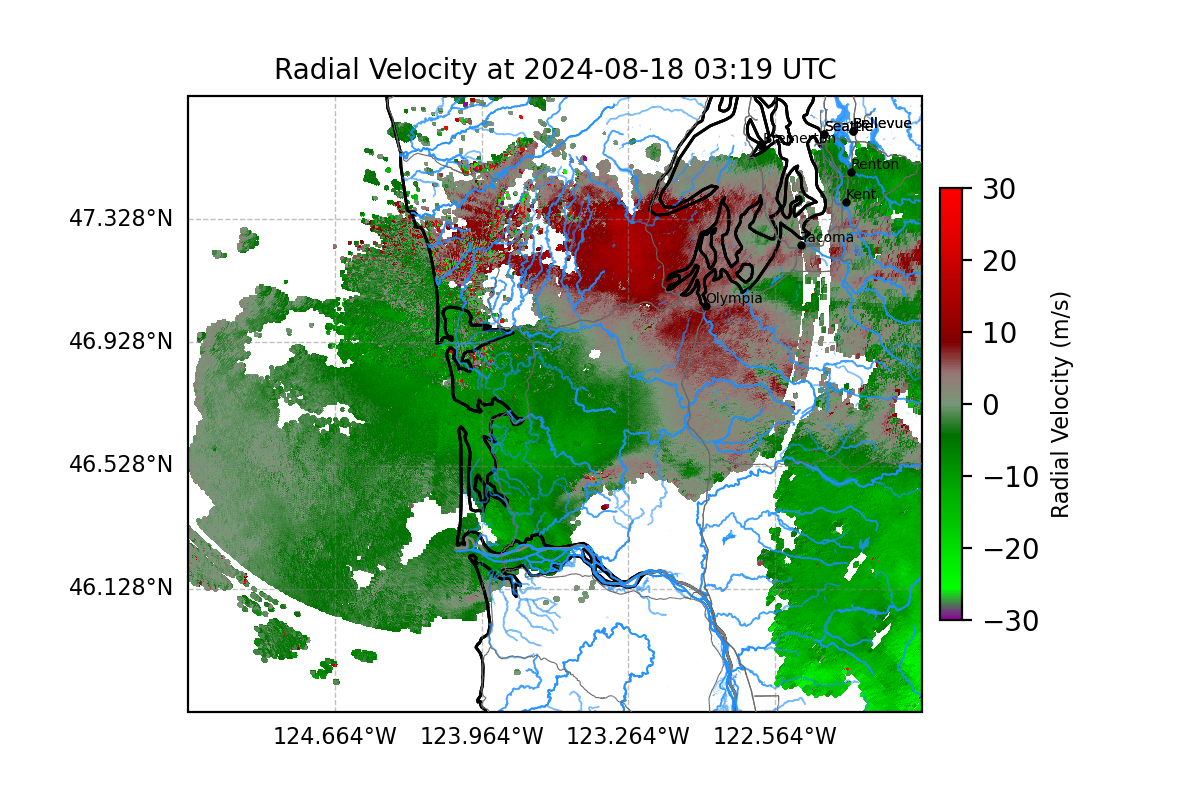 Radial Velocity at 2024-08-18 03:19 UTC
Seattle
Bellevue
Bremerton
Renton
Kent
Tacoma
Olympia
47.328°N
46.928°N
46.528°N
46.128°N
124.664°W
123.964°W
123.264°W
122.564°W
30
20
10
0
−10
−20
−30
Radial Velocity (m/s)